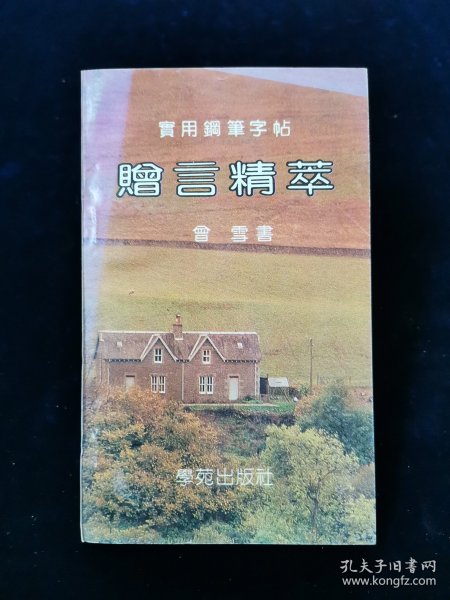 實用鋼筆字帖
贈言精萃
會 雪書
學苑出版社
孔夫子旧书网
www.kongfz.com